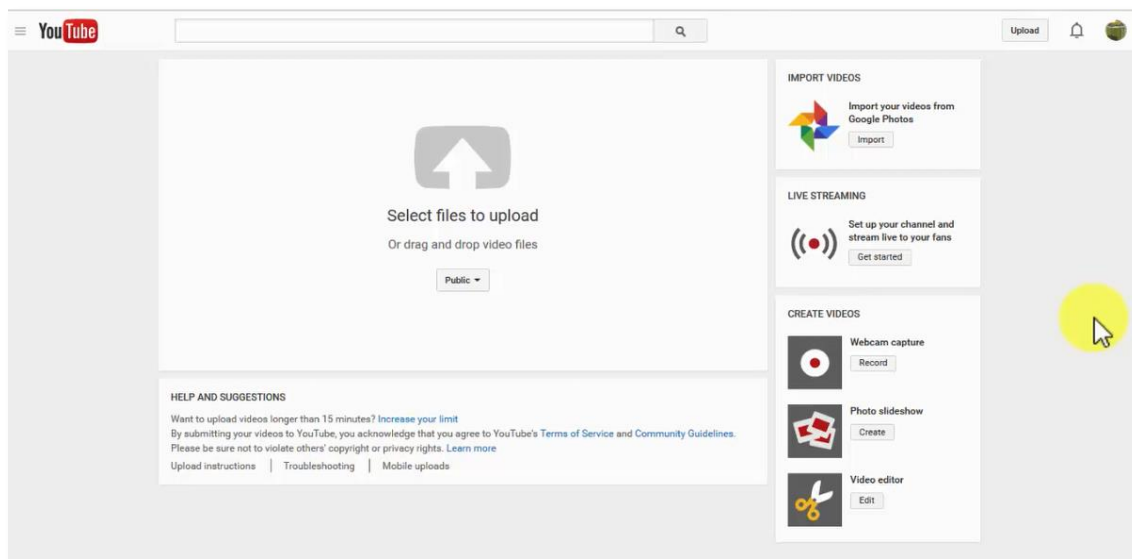 YouTube
Upload
Select files to upload
Or drag and drop video files
Public
HELP AND SUGGESTIONS
Want to upload videos longer than 15 minutes? Increase your limit
By submitting your videos to YouTube, you acknowledge that you agree to YouTube's Terms of Service and Community Guidelines.
Please be sure not to violate others' copyright or privacy rights. Learn more
Upload instructions | Troubleshooting | Mobile uploads
IMPORT VIDEOS
Import your videos from
Google Photos
Import
LIVE STREAMING
Set up your channel and
stream live to your fans
Get started
CREATE VIDEOS
Webcam capture
Record
Photo slideshow
Create
Video editor
Edit